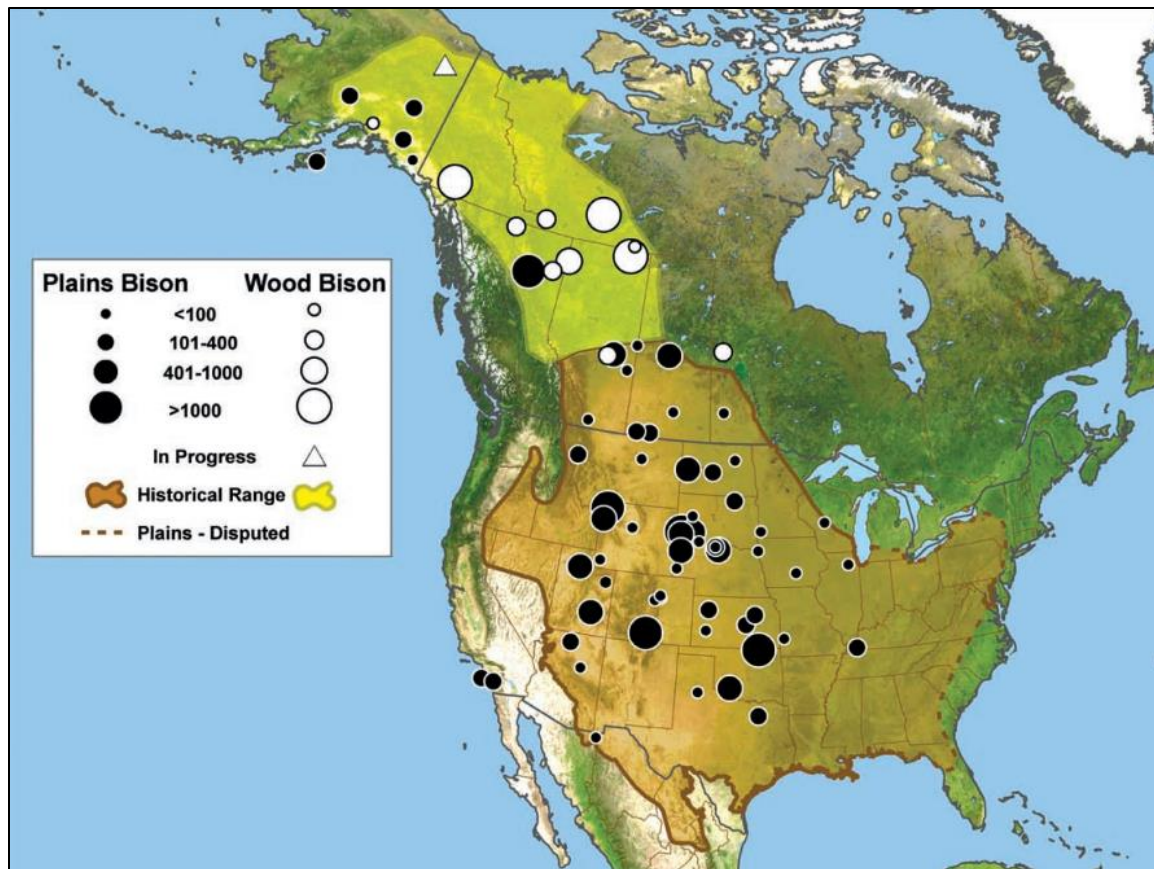 Plains Bison Wood Bison
<100
101-400
401-1000
>1000
In Progress
Historical Range
Plains - Disputed